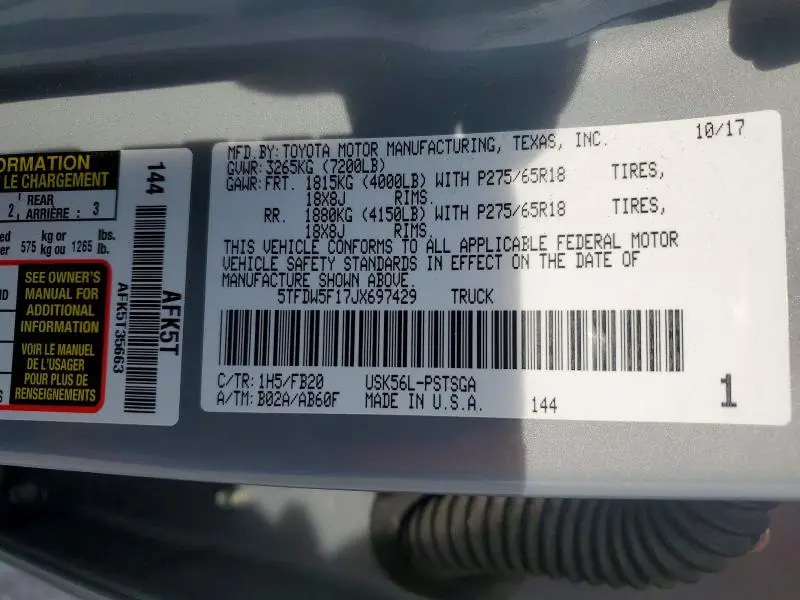 ORMATION
LE CHARGEMENT
2, REAR
ARRIÈRE : 3
575 kg or
kg ou 1265 lbs.
lb.
SEE OWNER'S
MANUAL FOR
ADDITIONAL
INFORMATION
VOIR LE MANUEL
DE L'USAGER
POUR PLUS DE
RENSEIGNEMENTS
144
AFK5T
AFK5T35663
10/17
MFD.BY:TOYOTA MOTOR MANUFACTURING, TEXAS, INC.
GVWR:3265KG (7200LB)
GAWR:FRT. 1815KG (4000LB) WITH P275/65R18 TIRES,
18X8J RIMS.
RR. 1880KG (4150LB) WITH P275/65R18 TIRES,
18X8J RIMS.
THIS VEHICLE CONFORMS TO ALL APPLICABLE FEDERAL MOTOR
VEHICLE SAFETY STANDARDS IN EFFECT ON THE DATE OF
MANUFACTURE SHOWN ABOVE.
5TFDW5F17JX697429 TRUCK
C/TR: 1H5/FB20 USK56L-PSTSGA
A/TM: B02A/AB60F MADE IN U.S.A. 144 1